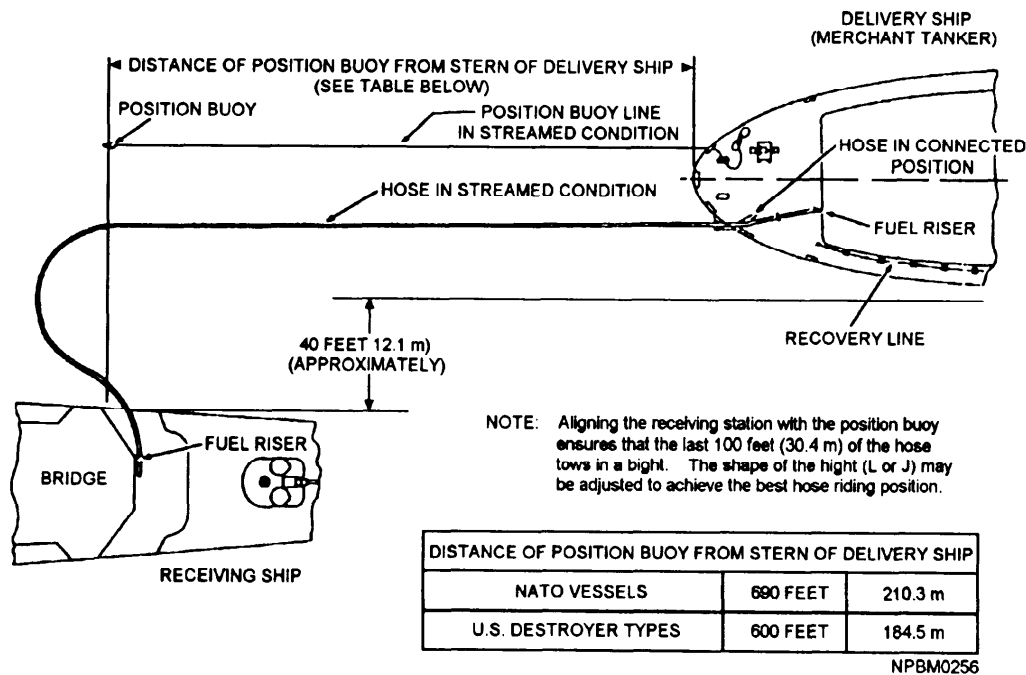 DELIVERY SHIP
(MERCHANT TANKER)
DISTANCE OF POSITION BUOY FROM STERN OF DELIVERY SHIP
(SEE TABLE BELOW)
POSITION BUOY
POSITION BUOY LINE
IN STREAMED CONDITION
HOSE IN CONNECTED
POSITION
HOSE IN STREAMED CONDITION
FUEL RISER
RECOVERY LINE
40 FEET 12.1 m)
(APPROXIMATELY)
FUEL RISER
BRIDGE
RECEIVING SHIP
NOTE: Aligning the receiving station with the position buoy
ensures that the last 100 feet (30.4 m) of the hose
tows in a bight. The shape of the hight (L or J) may
be adjusted to achieve the best hose riding position.
DISTANCE OF POSITION BUOY FROM STERN OF DELIVERY SHIP
NATO VESSELS 690 FEET 210.3 m
U.S. DESTROYER TYPES 600 FEET 184.5 m
NPBM0256